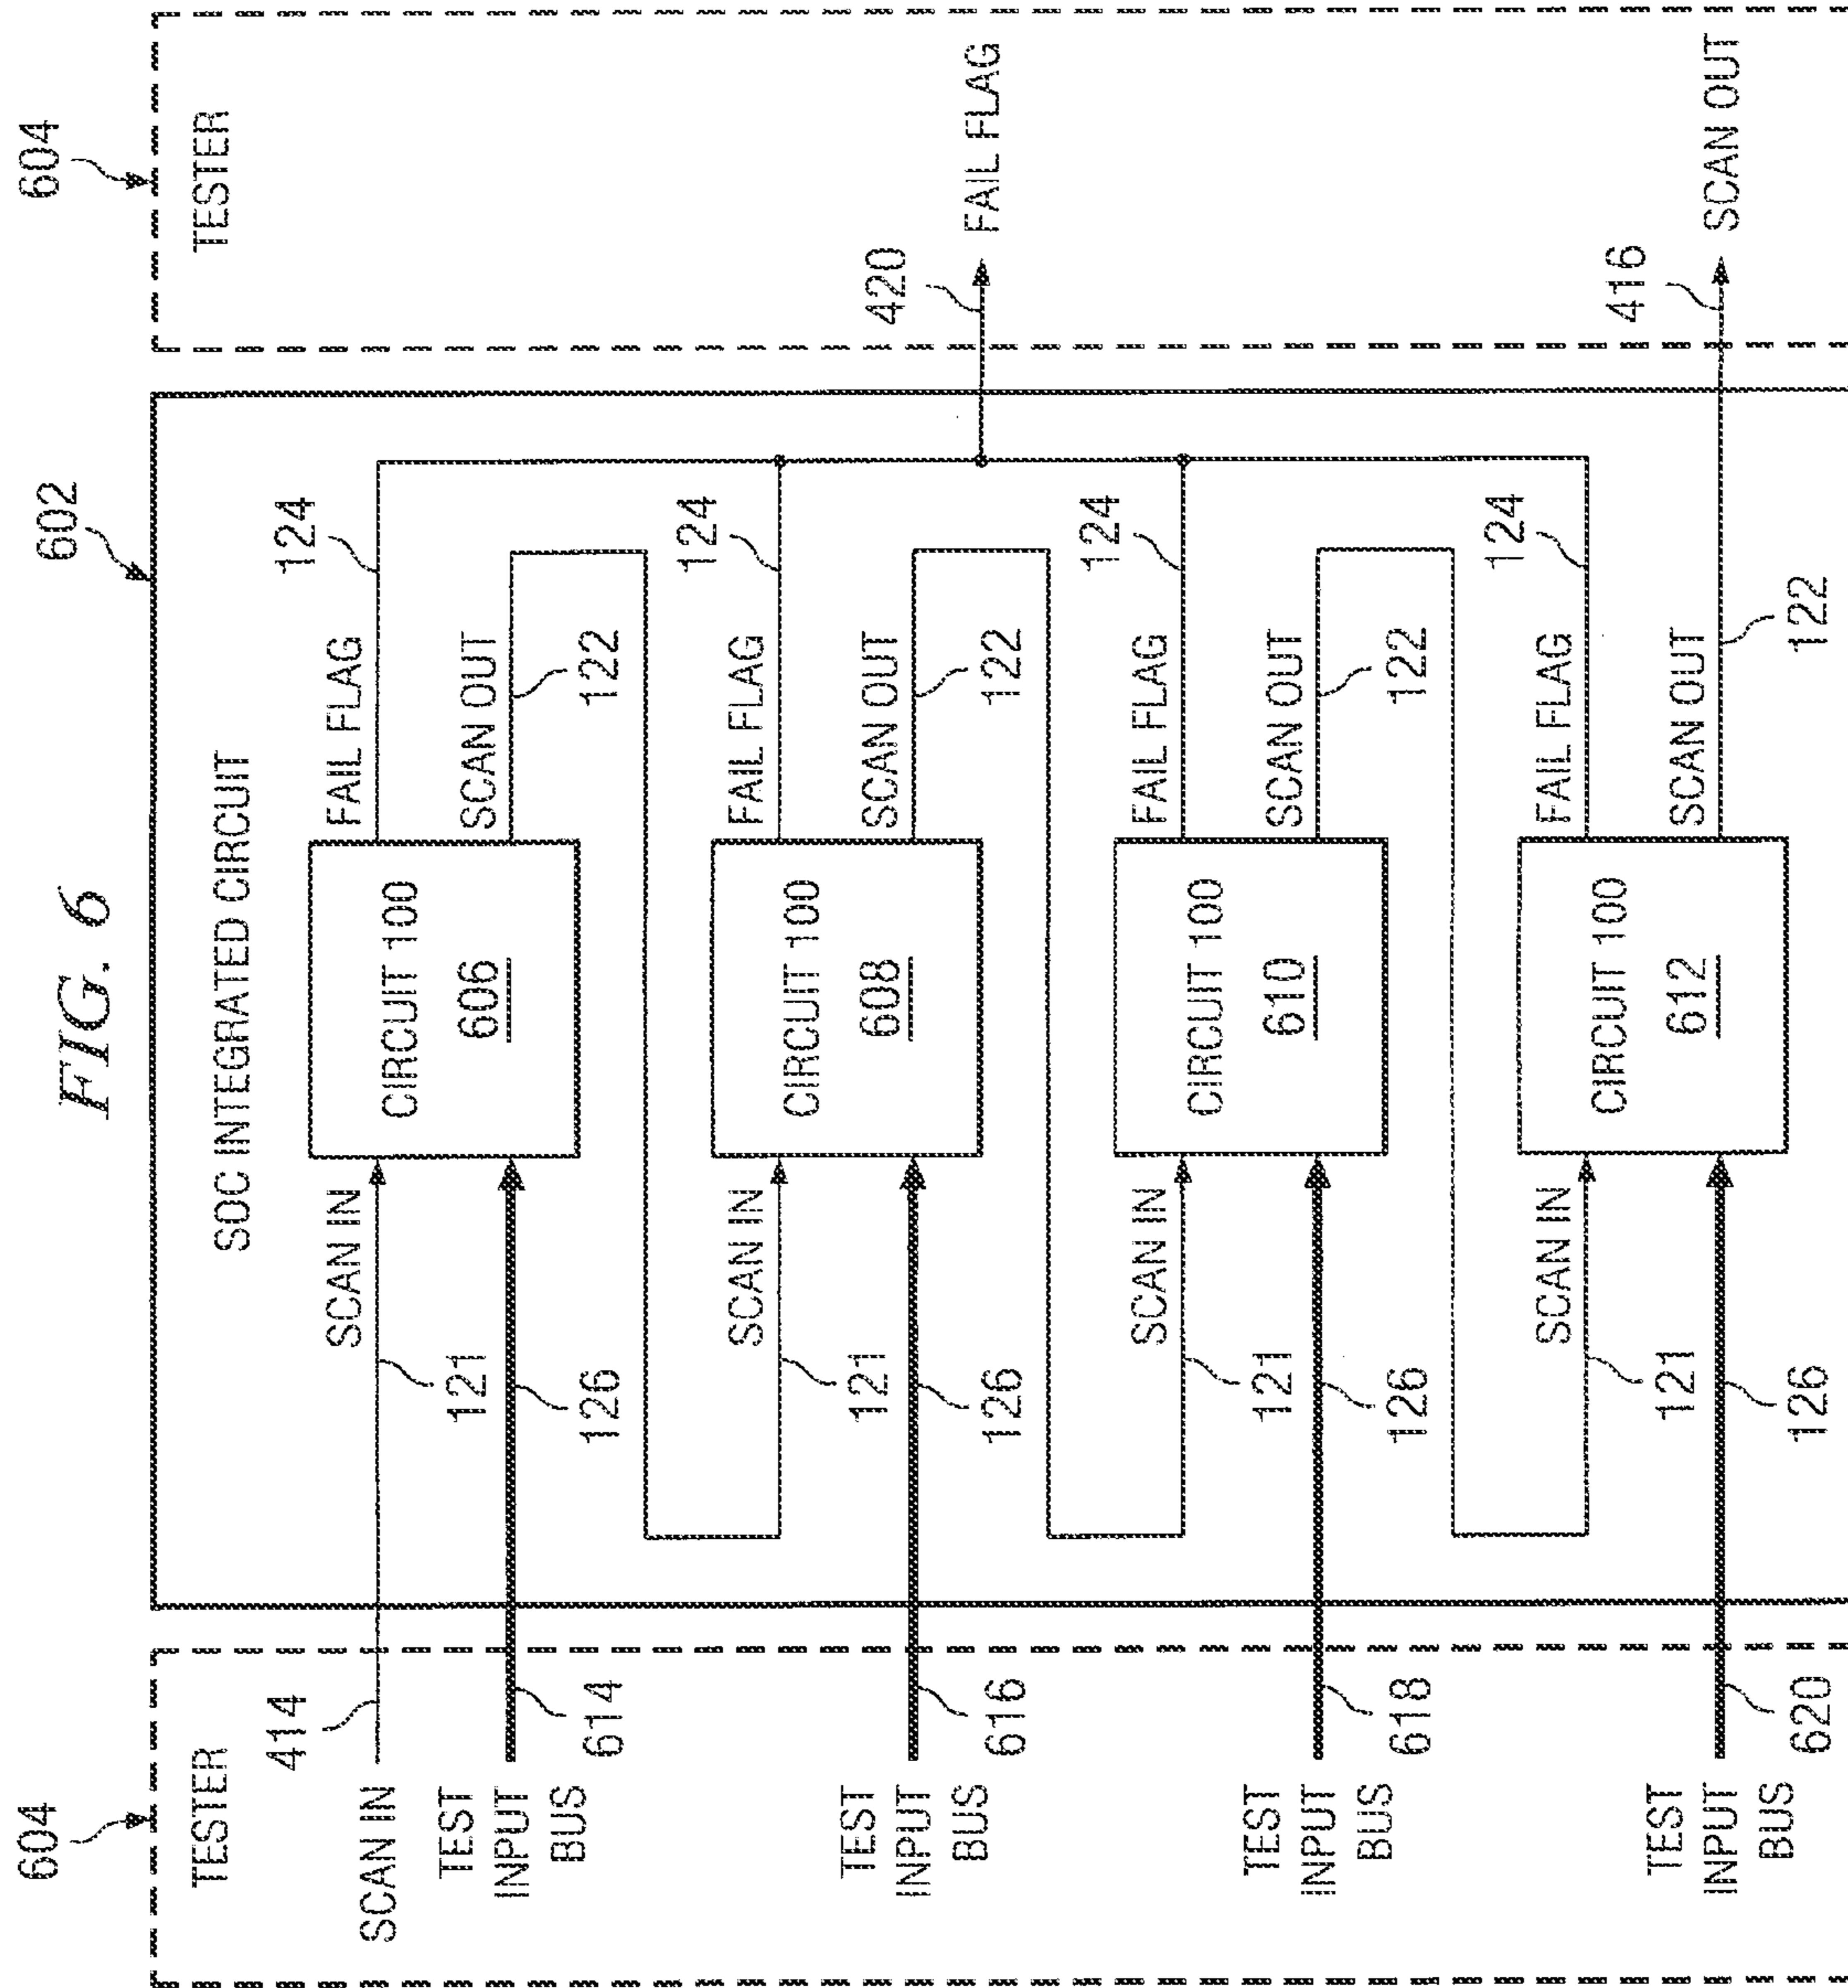 FIG. 6
604
602
604
TESTER
SOC INTEGRATED CIRCUIT
TESTER
414
SCAN IN
SCAN IN
121
CIRCUIT 100
606
FAIL FLAG
124
SCAN OUT
122
TEST
INPUT
BUS
614
126
SCAN IN
121
CIRCUIT 100
608
FAIL FLAG
124
SCAN OUT
122
TEST
INPUT
BUS
616
126
420
FAIL FLAG
SCAN IN
121
CIRCUIT 100
610
FAIL FLAG
124
SCAN OUT
122
TEST
INPUT
BUS
618
126
SCAN IN
121
CIRCUIT 100
612
FAIL FLAG
124
SCAN OUT
122
TEST
INPUT
BUS
620
126
416
SCAN OUT